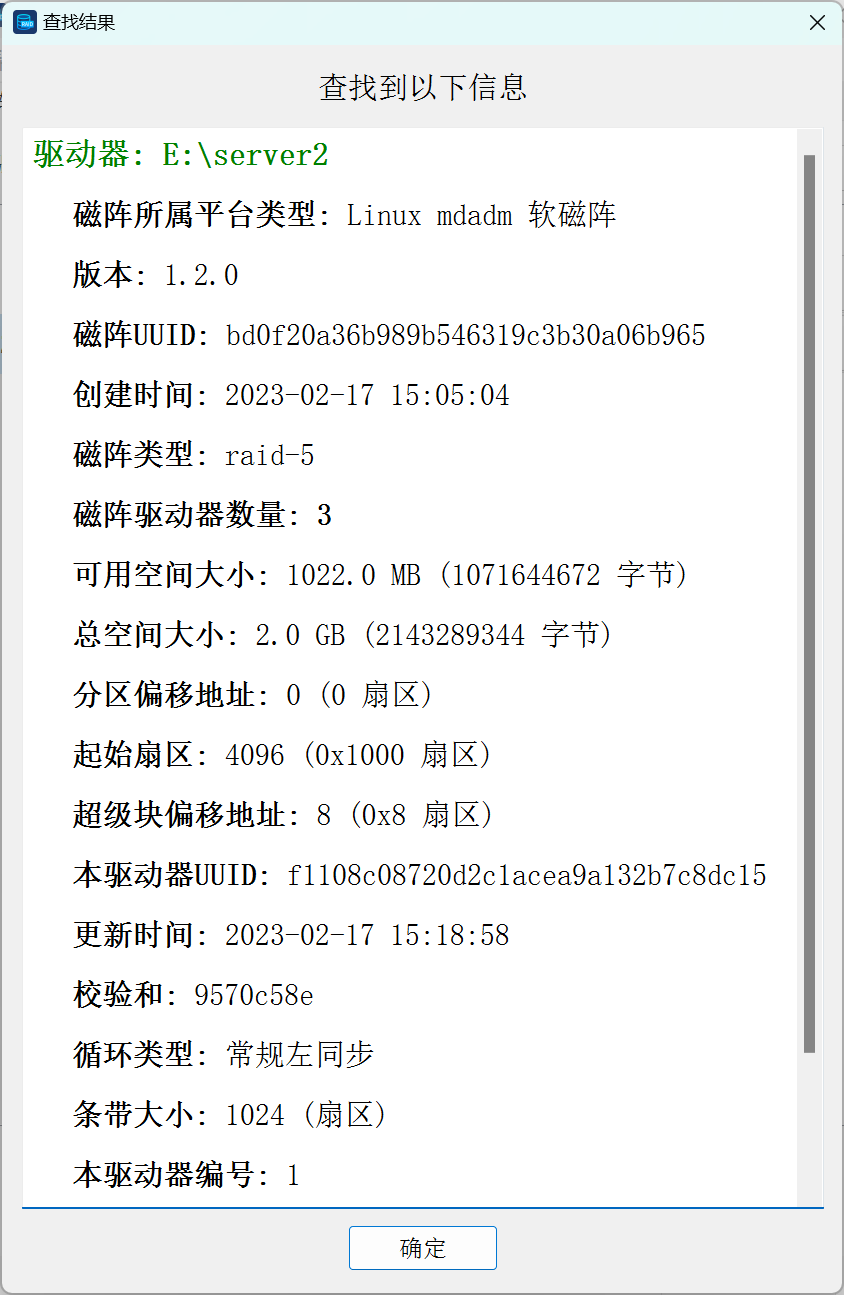 查找结果
查找到以下信息
驱动器: E:\server2
磁阵所属平台类型: Linux mdadm 软磁阵
版本: 1.2.0
磁阵UUID: bd0f20a36b989b546319c3b30a06b965
创建时间: 2023-02-17 15:05:04
磁阵类型: raid-5
磁阵驱动器数量: 3
可用空间大小: 1022.0 MB (1071644672 字节)
总空间大小: 2.0 GB (2143289344 字节)
分区偏移地址: 0 (0 扇区)
起始扇区: 4096 (0x1000 扇区)
超级块偏移地址: 8 (0x8 扇区)
本驱动器UUID: f1108c08720d2c1acea9a132b7c8dc15
更新时间: 2023-02-17 15:18:58
校验和: 9570c58e
循环类型: 常规左同步
条带大小: 1024 (扇区)
本驱动器编号: 1
确定